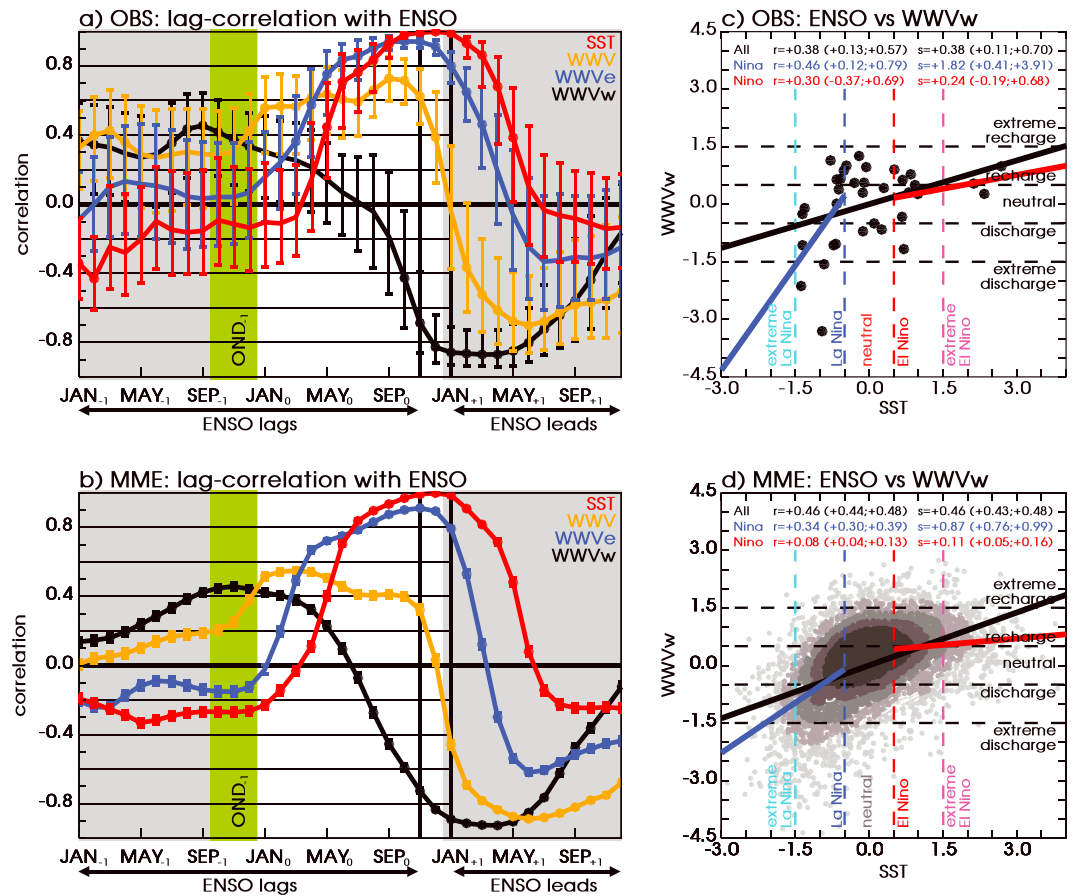 a) OBS: lag-correlation with ENSO
correlation
0.8
0.4
0.0
-0.4
-0.8
SST
WWV
WWVe
WWVw
OND-1
JAN-1 MAY-1 SEP-1 JAN0 MAY0 SEP0 JAN+1 MAY+1 SEP+1
ENSO lags ENSO leads
c) OBS: ENSO vs WWVw
WWVw
4.5
3.0
1.5
0.0
-1.5
-3.0
-4.5
All r=+0.38 (+0.13;+0.57) s=+0.38 (+0.11;+0.70)
Nina r=+0.46 (+0.12;+0.79) s=+1.82 (+0.41;+3.91)
Nino r=+0.30 (-0.37;+0.69) s=+0.24 (-0.19;+0.68)
extreme
recharge
recharge
neutral
discharge
extreme
discharge
extreme
La Nina
La Nina
neutral
El Nino
extreme
El Nino
-3.0 -1.5 0.0 1.5 3.0
SST
b) MME: lag-correlation with ENSO
correlation
0.8
0.4
0.0
-0.4
-0.8
SST
WWV
WWVe
WWVw
OND-1
JAN-1 MAY-1 SEP-1 JAN0 MAY0 SEP0 JAN+1 MAY+1 SEP+1
ENSO lags ENSO leads
d) MME: ENSO vs WWVw
WWVw
4.5
3.0
1.5
0.0
-1.5
-3.0
-4.5
All r=+0.46 (+0.44;+0.48) s=+0.46 (+0.43;+0.48)
Nina r=+0.34 (+0.30;+0.39) s=+0.87 (+0.76;+0.99)
Nino r=+0.08 (+0.04;+0.13) s=+0.11 (+0.05;+0.16)
extreme
recharge
recharge
neutral
discharge
extreme
discharge
extreme
La Nina
La Nina
neutral
El Nino
extreme
El Nino
-3.0 -1.5 0.0 1.5 3.0
SST